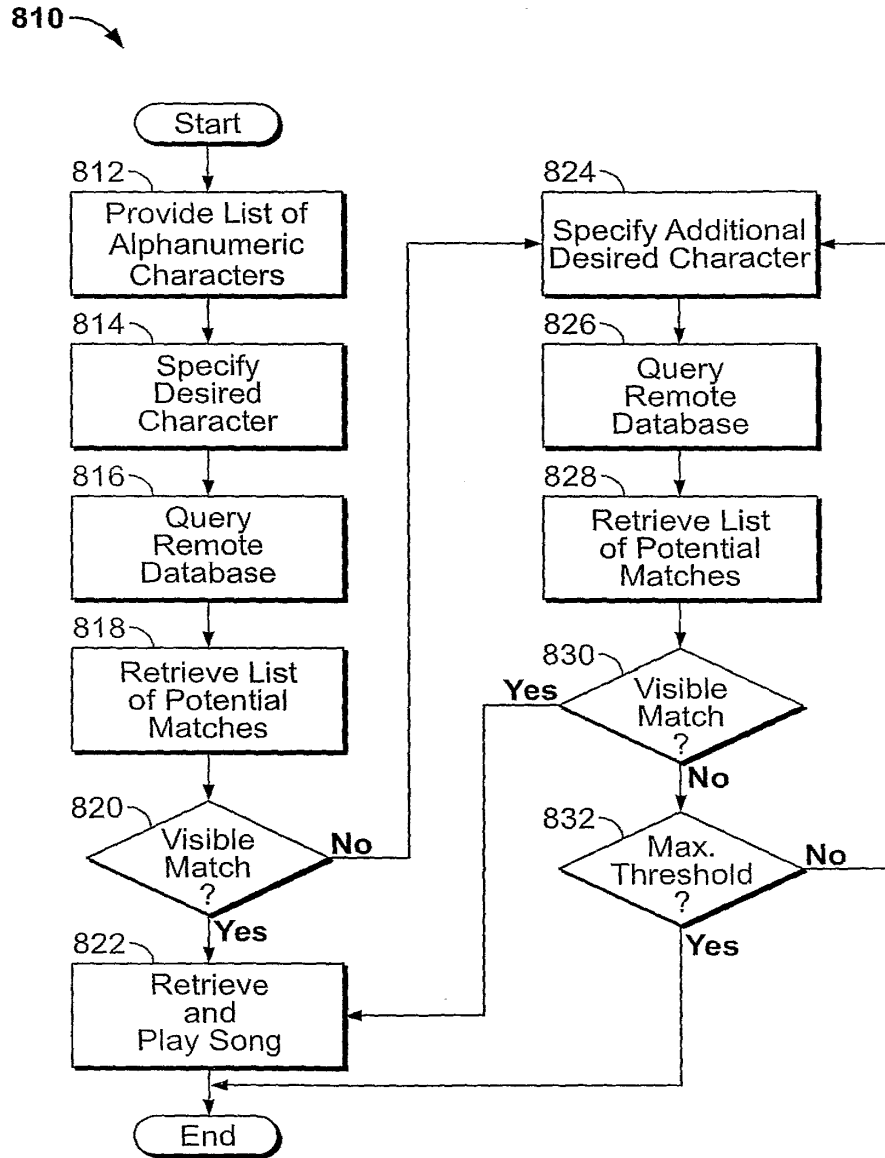 810
Start
812
Provide List of
Alphanumeric
Characters
814
Specify
Desired
Character
816
Query
Remote
Database
818
Retrieve List
of Potential
Matches
820
Visible
Match
?
No
Yes
822
Retrieve
and
Play Song
End
824
Specify Additional
Desired Character
826
Query
Remote
Database
828
Retrieve List
of Potential
Matches
830
Visible
Match
?
Yes
No
832
Max.
Threshold
?
No
Yes